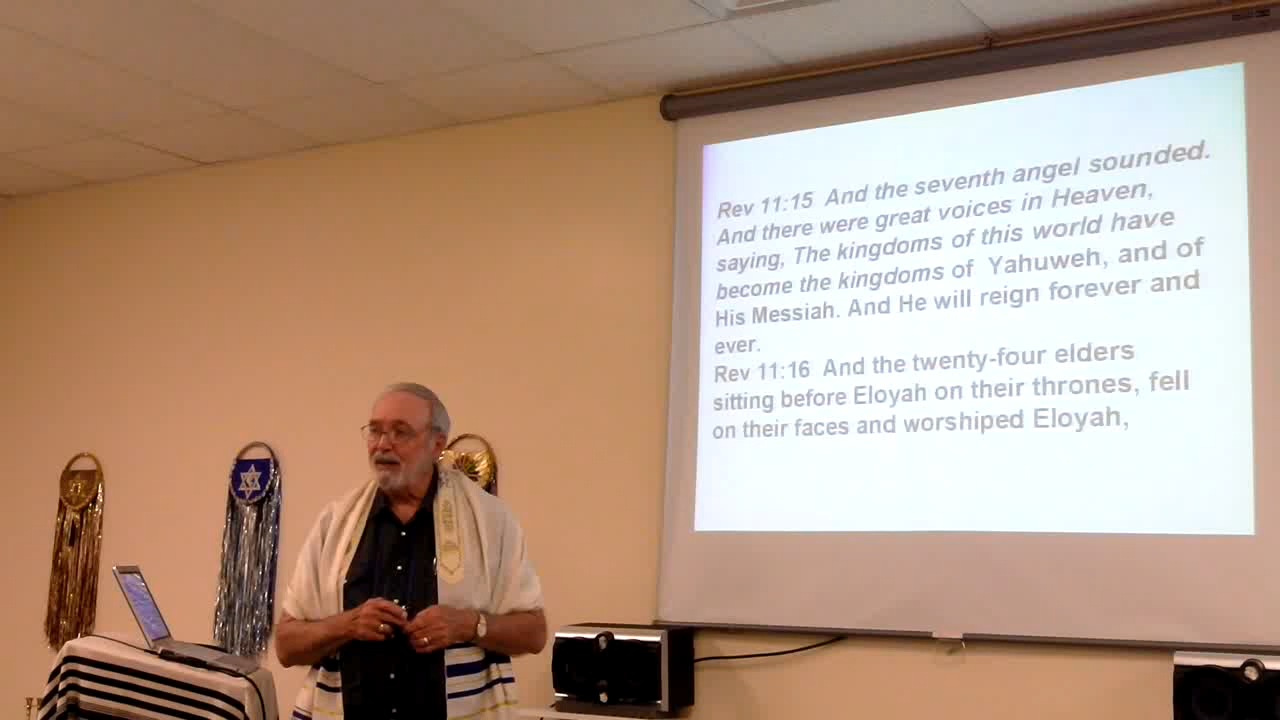 Rev 11:15 And the seventh angel sounded.
And there were great voices in Heaven,
saying, The kingdoms of this world have
become the kingdoms of Yahuweh, and of
His Messiah. And He will reign forever and
ever.
Rev 11:16 And the twenty-four elders
sitting before Eloyah on their thrones, fell
on their faces and worshiped Eloyah,